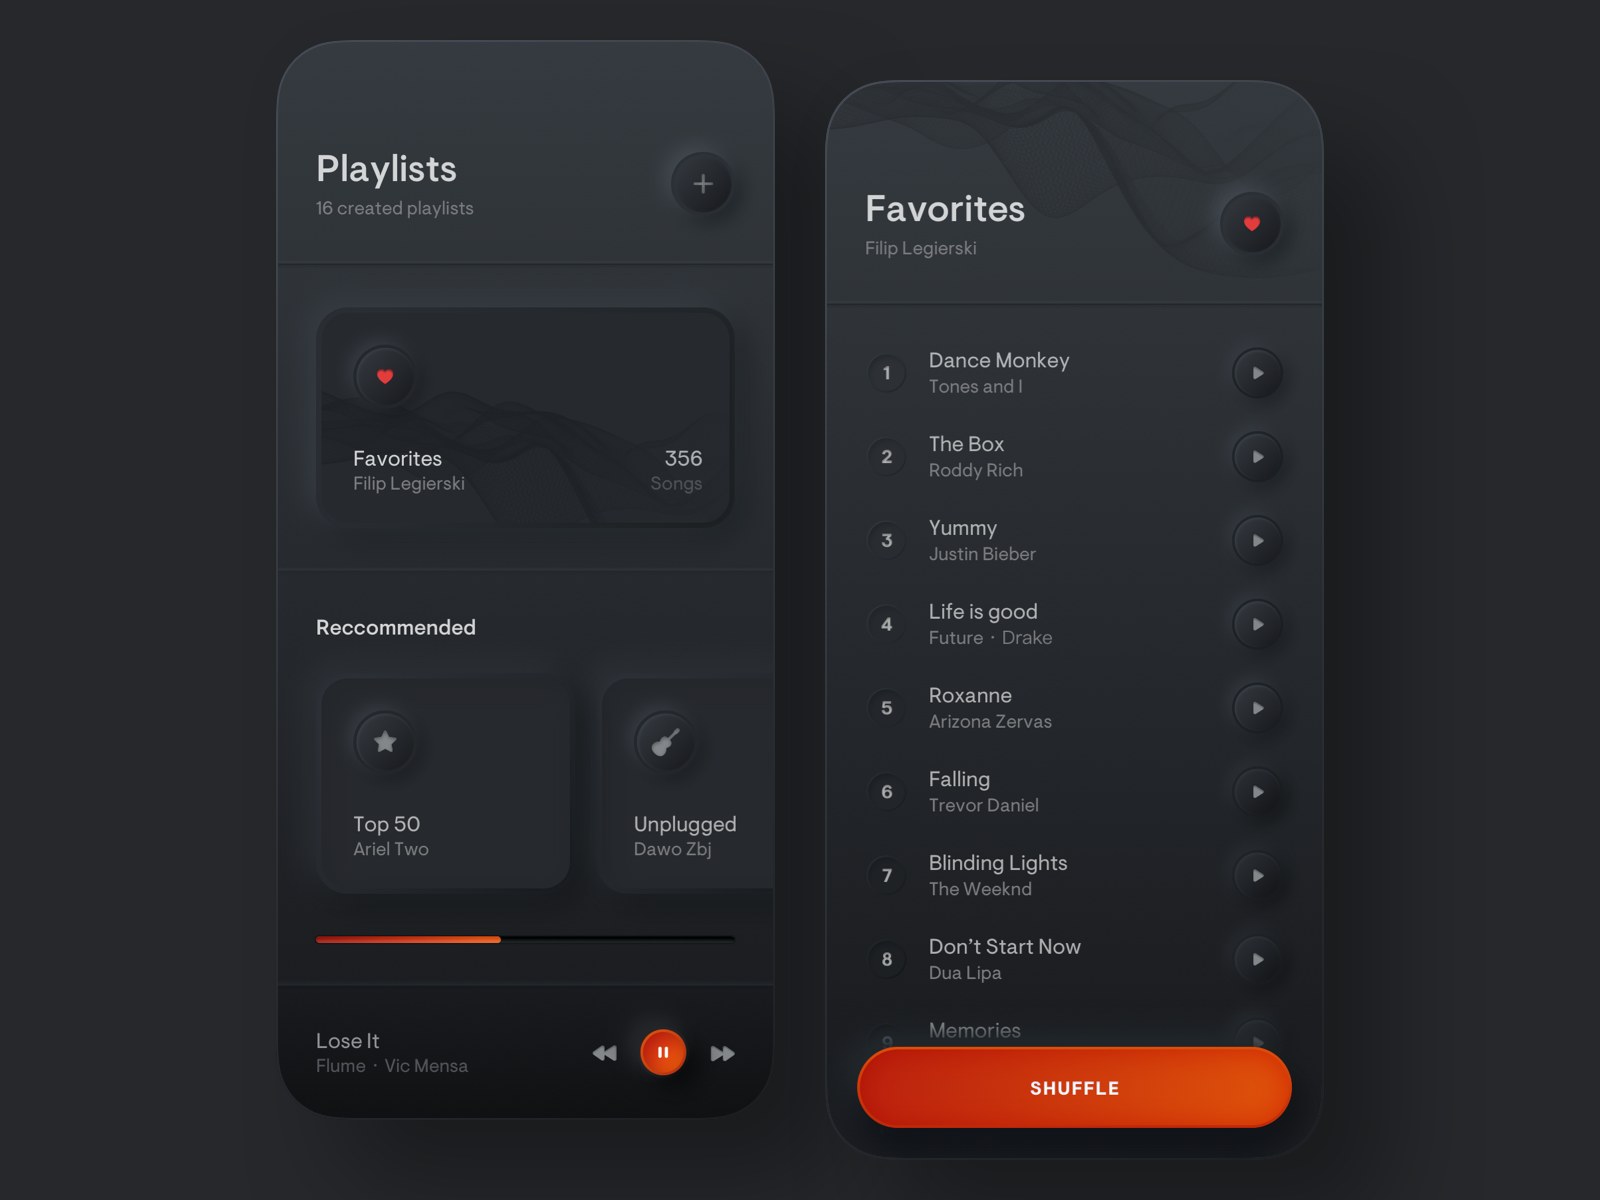 Playlists
16 created playlists
Favorites
Filip Legierski
356
Songs
Reccommended
Top 50
Ariel Two
Unplugged
Dawo Zbj
Lose It
Flume · Vic Mensa
Favorites
Filip Legierski
1
Dance Monkey
Tones and I
2
The Box
Roddy Rich
3
Yummy
Justin Bieber
4
Life is good
Future · Drake
5
Roxanne
Arizona Zervas
6
Falling
Trevor Daniel
7
Blinding Lights
The Weeknd
8
Don’t Start Now
Dua Lipa
9
Memories
SHUFFLE